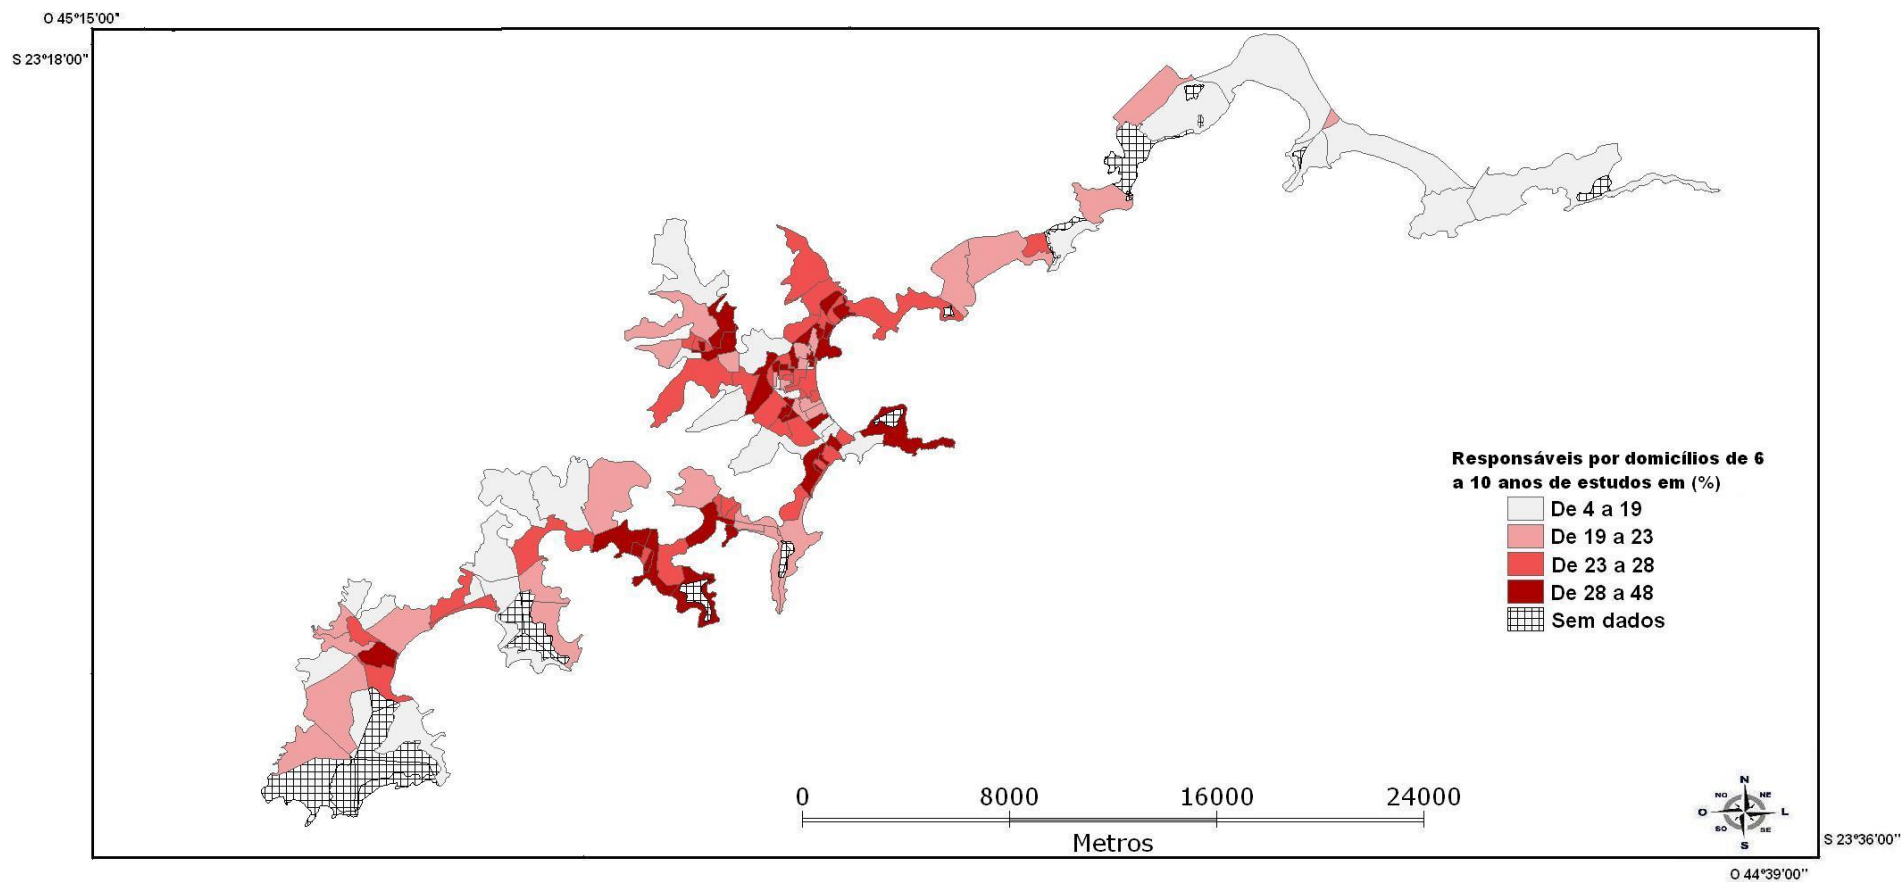 O 45°15'00"
S 23°18'00"
Responsáveis por domicílios de 6
a 10 anos de estudos em (%)
De 4 a 19
De 19 a 23
De 23 a 28
De 28 a 48
Sem dados
0 8000 16000 24000
Metros
N
NO NE
O L
SO SE
S
S 23°36'00"
O 44°39'00"